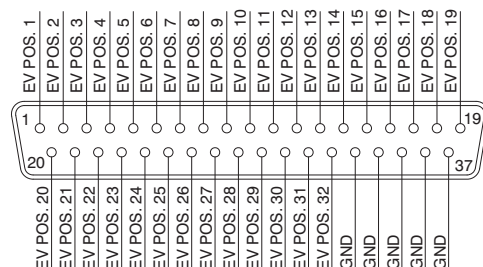 EV POS. 1
EV POS. 2
EV POS. 3
EV POS. 4
EV POS. 5
EV POS. 6
EV POS. 7
EV POS. 8
EV POS. 9
EV POS. 10
EV POS. 11
EV POS. 12
EV POS. 13
EV POS. 14
EV POS. 15
EV POS. 16
EV POS. 17
EV POS. 18
EV POS. 19
1
19
20
37
EV POS. 20
EV POS. 21
EV POS. 22
EV POS. 23
EV POS. 24
EV POS. 25
EV POS. 26
EV POS. 27
EV POS. 28
EV POS. 29
EV POS. 30
EV POS. 31
EV POS. 32
GND
GND
GND
GND
GND